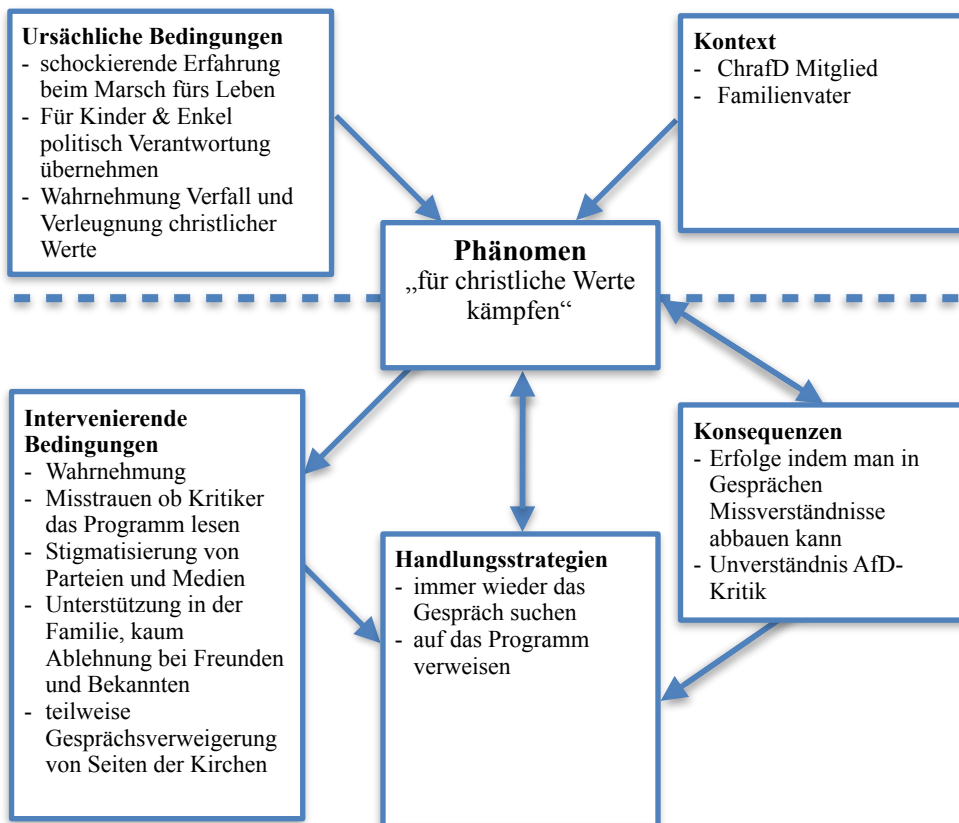 Ursächliche Bedingungen
- schockierende Erfahrung
beim Marsch fürs Leben
- Für Kinder & Enkel
politisch Verantwortung
übernehmen
- Wahrnehmung Verfall und
Verleugnung christlicher
Werte
Kontext
- ChrafD Mitglied
- Familienvater
Phänomen
„für christliche Werte
kämpfen“
Intervenierende
Bedingungen
- Wahrnehmung
- Misstrauen ob Kritiker
das Programm lesen
- Stigmatisierung von
Parteien und Medien
- Unterstützung in der
Familie, kaum
Ablehnung bei Freunden
und Bekannten
- teilweise
Gesprächsverweigerung
von Seiten der Kirchen
Handlungsstrategien
- immer wieder das
Gespräch suchen
- auf das Programm
verweisen
Konsequenzen
- Erfolge indem man in
Gesprächen
Missverständnisse
abbauen kann
- Unverständnis AfD-
Kritik